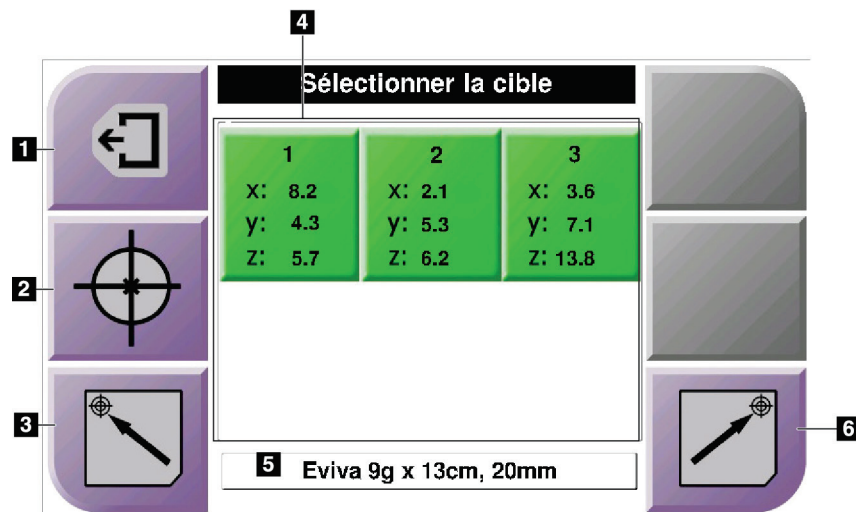 4
Sélectionner la cible
1
1 2 3
x: 8.2 x: 2.1 x: 3.6
y: 4.3 y: 5.3 y: 7.1
z: 5.7 z: 6.2 z: 13.8
2
3
6
5 Eviva 9g x 13cm, 20mm